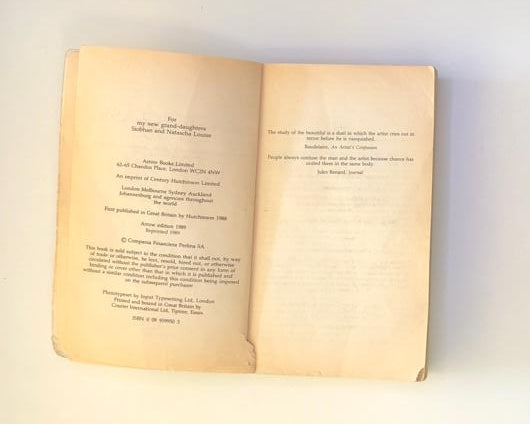 For
my new grand-daughters
Siobhan and Natascha Louise
Arrow Books Limited
62-65 Chandos Place, London WC2N 4NW
An imprint of Century Hutchinson Limited
London Melbourne Sydney Auckland
Johannesburg and agencies throughout
the world
First published in Great Britain by Hutchinson 1988
Arrow edition 1989
Reprinted 1989
© Compania Financiera Perlina SA
This book is sold subject to the condition that it shall not, by way
of trade or otherwise, be lent, resold, hired out, or otherwise
circulated without the publisher's prior consent in any form of
binding or cover other than that in which it is published and
without a similar condition including this condition being imposed
on the subsequent purchaser
Phototypeset by Input Typesetting Ltd, London
Printed and bound in Great Britain by
Courier International Ltd, Tiptree, Essex
ISBN 0 09
The study of the beautiful is a duel in which the artist cries out in
terror before he is vanquished.
Baudelaire, An Artist's Confession
People always confuse the man and the artist because chance has
united them in the same body.
Jules Renard, Journal